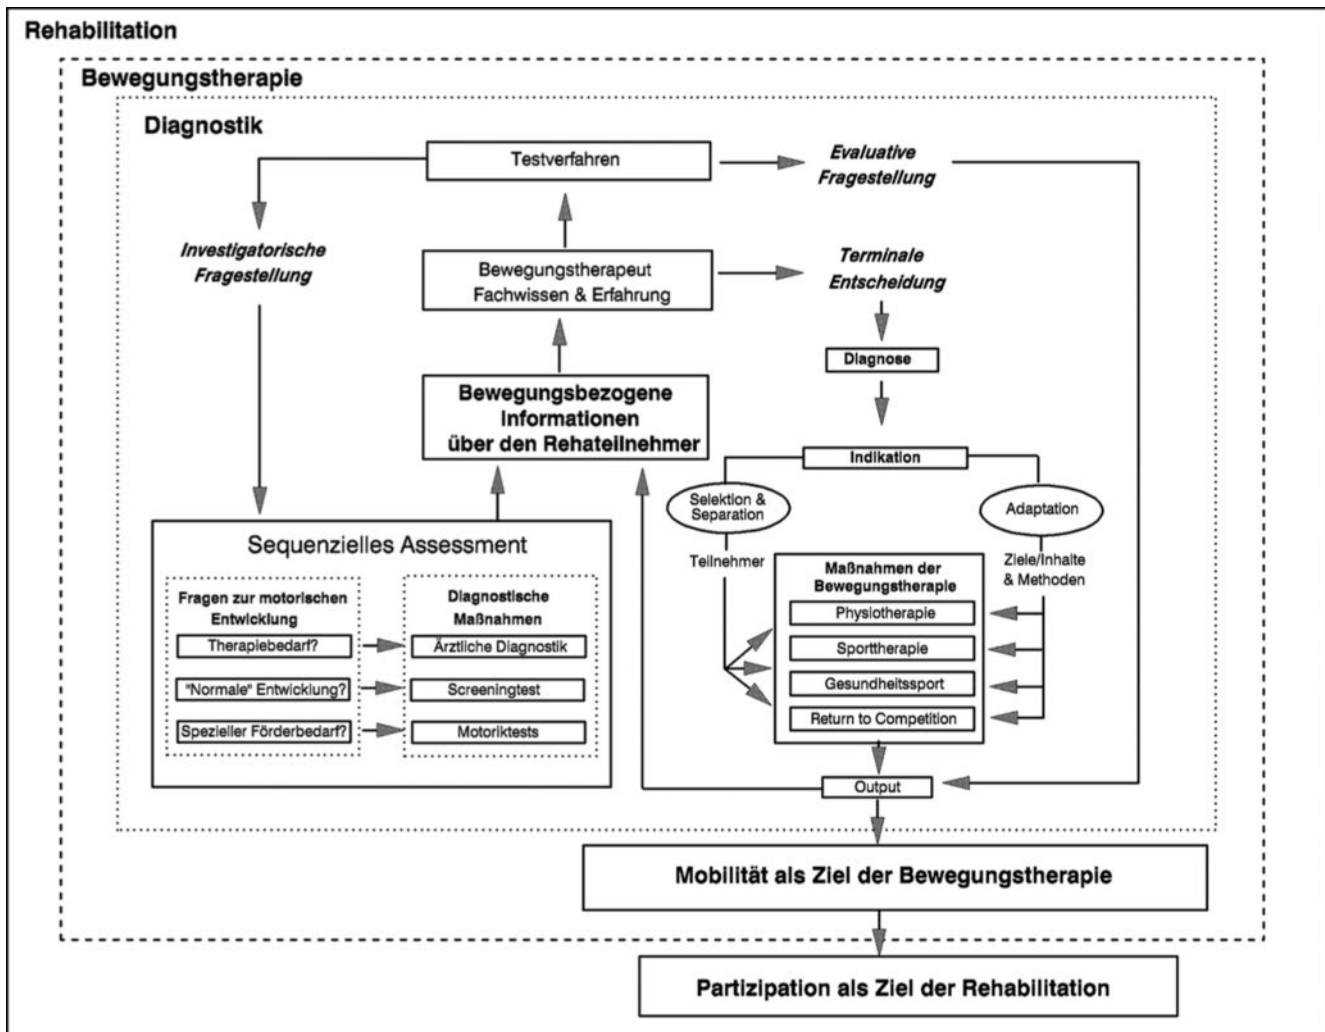 Rehabilitation
Bewegungstherapie
Diagnostik
Testverfahren
Evaluative
Fragestellung
Investigatorische
Fragestellung
Bewegungstherapeut
Fachwissen & Erfahrung
Terminale
Entscheidung
Diagnose
Bewegungsbezogene
Informationen
über den Rehateilnehmer
Indikation
Selektion &
Separation
Adaptation
Teilnehmer
Ziele/Inhalte
& Methoden
Sequenzielles Assessment
Fragen zur motorischen
Entwicklung
Therapiebedarf?
"Normale" Entwicklung?
Spezieller Förderbedarf?
Diagnostische
Maßnahmen
Ärztliche Diagnostik
Screeningtest
Motoriktests
Maßnahmen der
Bewegungstherapie
Physiotherapie
Sporttherapie
Gesundheitssport
Return to Competition
Output
Mobilität als Ziel der Bewegungstherapie
Partizipation als Ziel der Rehabilitation